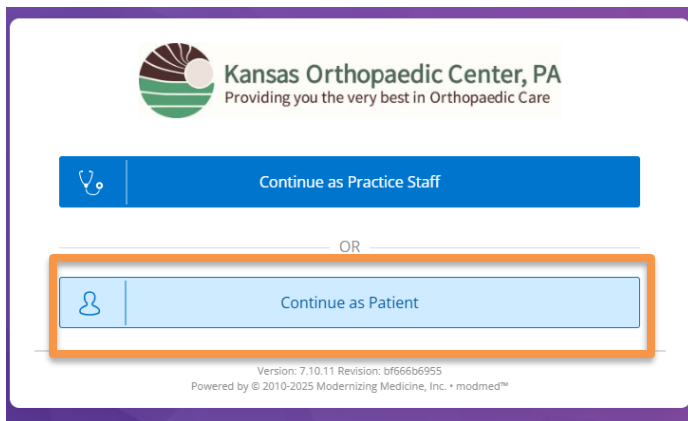 Kansas Orthopaedic Center, PA
Providing you the very best in Orthopaedic Care
Continue as Practice Staff
OR
Continue as Patient
Version: 7.10.11 Revision: bf666b6955
Powered by © 2010-2025 Modernizing Medicine, Inc. • modmed™